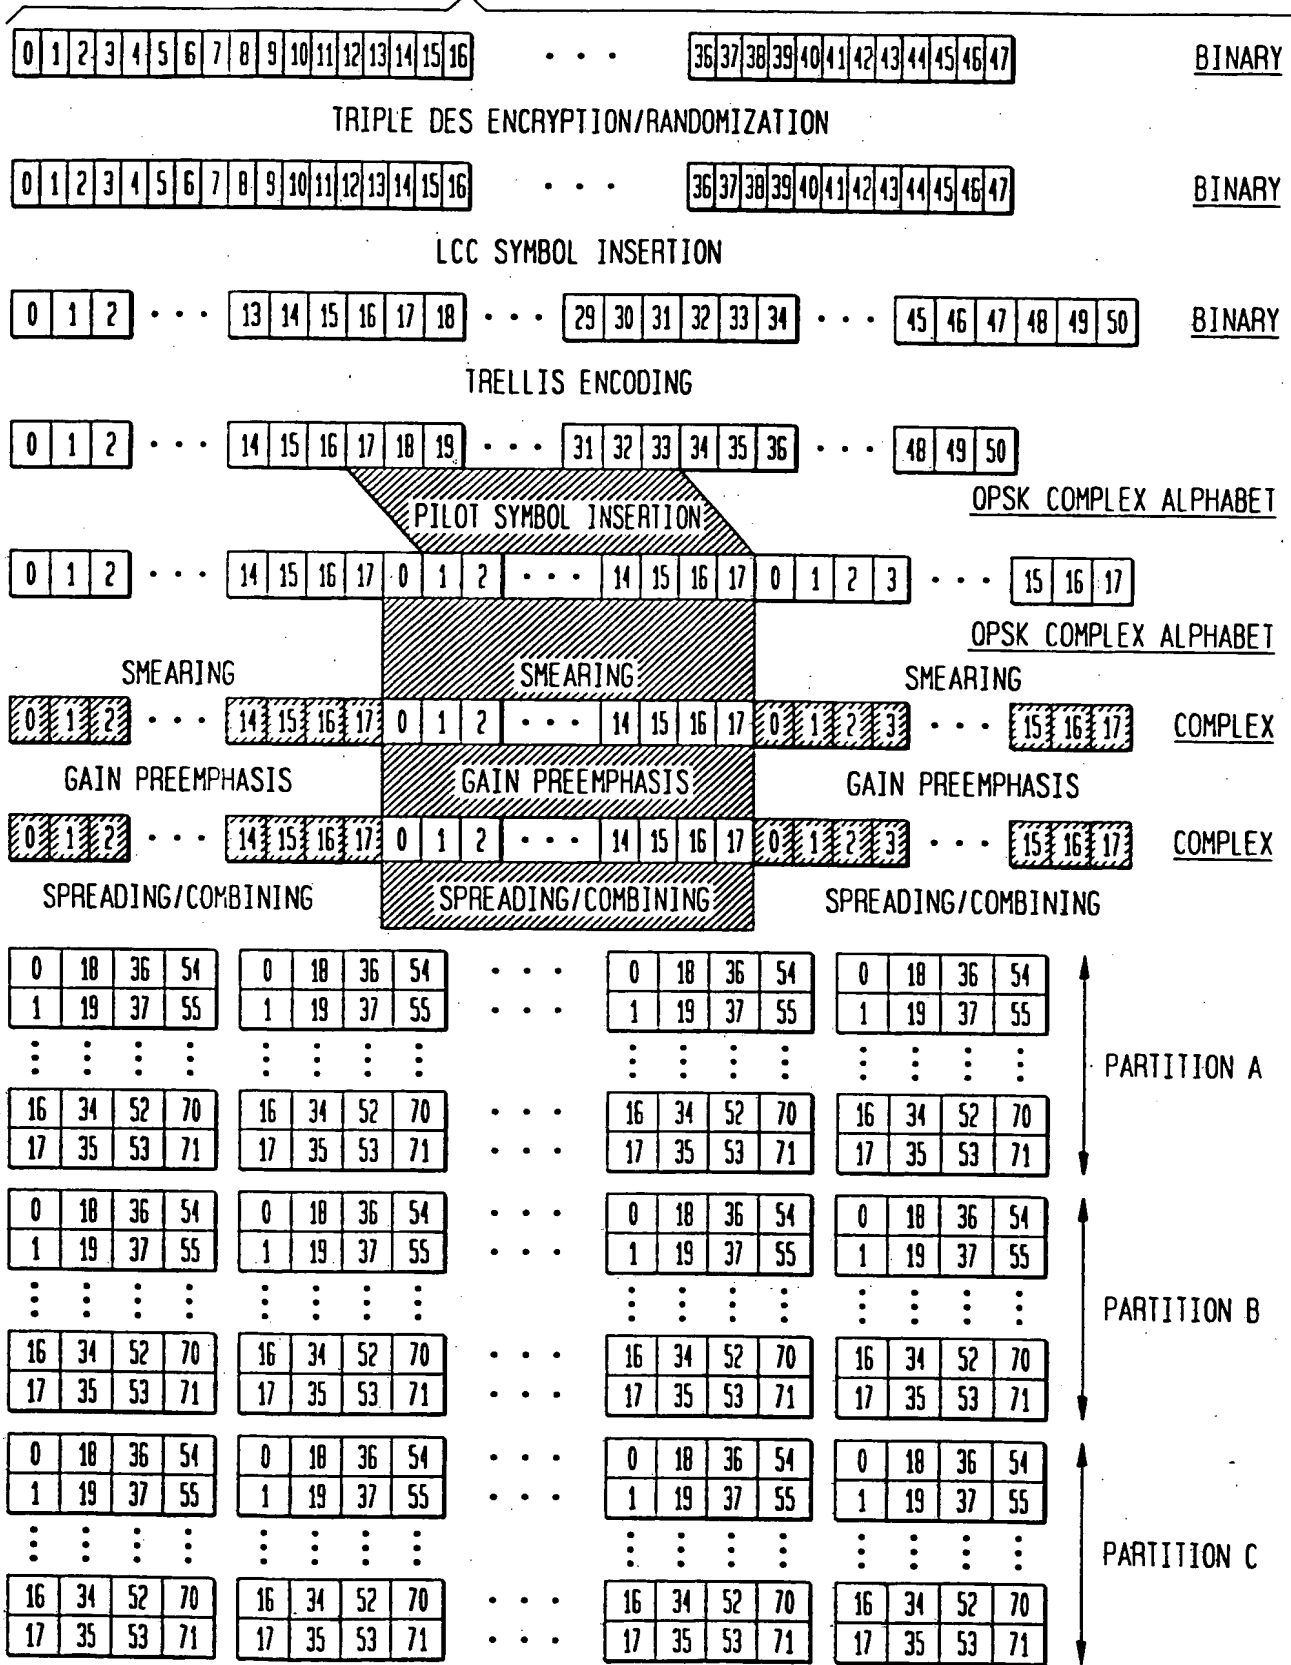 0 1 2 3 4 5 6 7 8 9 10 11 12 13 14 15 16 · · · 36 37 38 39 40 41 42 43 44 45 46 47 BINARY
TRIPLE DES ENCRYPTION/RANDOMIZATION
0 1 2 3 4 5 6 7 8 9 10 11 12 13 14 15 16 · · · 36 37 38 39 40 41 42 43 44 45 46 47 BINARY
LCC SYMBOL INSERTION
0 1 2 · · · 13 14 15 16 17 18 · · · 29 30 31 32 33 34 · · · 45 46 47 48 49 50 BINARY
TRELLIS ENCODING
0 1 2 · · · 14 15 16 17 18 19 · · · 31 32 33 34 35 36 · · · 48 49 50
OPSK COMPLEX ALPHABET
PILOT SYMBOL INSERTION
0 1 2 · · · 14 15 16 17 0 1 2 · · · 14 15 16 17 0 1 2 3 · · · 15 16 17
OPSK COMPLEX ALPHABET
SMEARING SMEARING SMEARING
0 1 2 · · · 14 15 16 17 0 1 2 · · · 14 15 16 17 0 1 2 3 · · · 15 16 17 COMPLEX
GAIN PREEMPHASIS GAIN PREEMPHASIS GAIN PREEMPHASIS
0 1 2 · · · 14 15 16 17 0 1 2 · · · 14 15 16 17 0 1 2 3 · · · 15 16 17 COMPLEX
SPREADING/COMBINING SPREADING/COMBINING SPREADING/COMBINING
0 18 36 54 0 18 36 54 · · · 0 18 36 54 0 18 36 54
1 19 37 55 1 19 37 55 · · · 1 19 37 55 1 19 37 55
PARTITION A
16 34 52 70 16 34 52 70 · · · 16 34 52 70 16 34 52 70
17 35 53 71 17 35 53 71 · · · 17 35 53 71 17 35 53 71
0 18 36 54 0 18 36 54 · · · 0 18 36 54 0 18 36 54
1 19 37 55 1 19 37 55 · · · 1 19 37 55 1 19 37 55
PARTITION B
16 34 52 70 16 34 52 70 · · · 16 34 52 70 16 34 52 70
17 35 53 71 17 35 53 71 · · · 17 35 53 71 17 35 53 71
0 18 36 54 0 18 36 54 · · · 0 18 36 54 0 18 36 54
1 19 37 55 1 19 37 55 · · · 1 19 37 55 1 19 37 55
PARTITION C
16 34 52 70 16 34 52 70 · · · 16 34 52 70 16 34 52 70
17 35 53 71 17 35 53 71 · · · 17 35 53 71 17 35 53 71